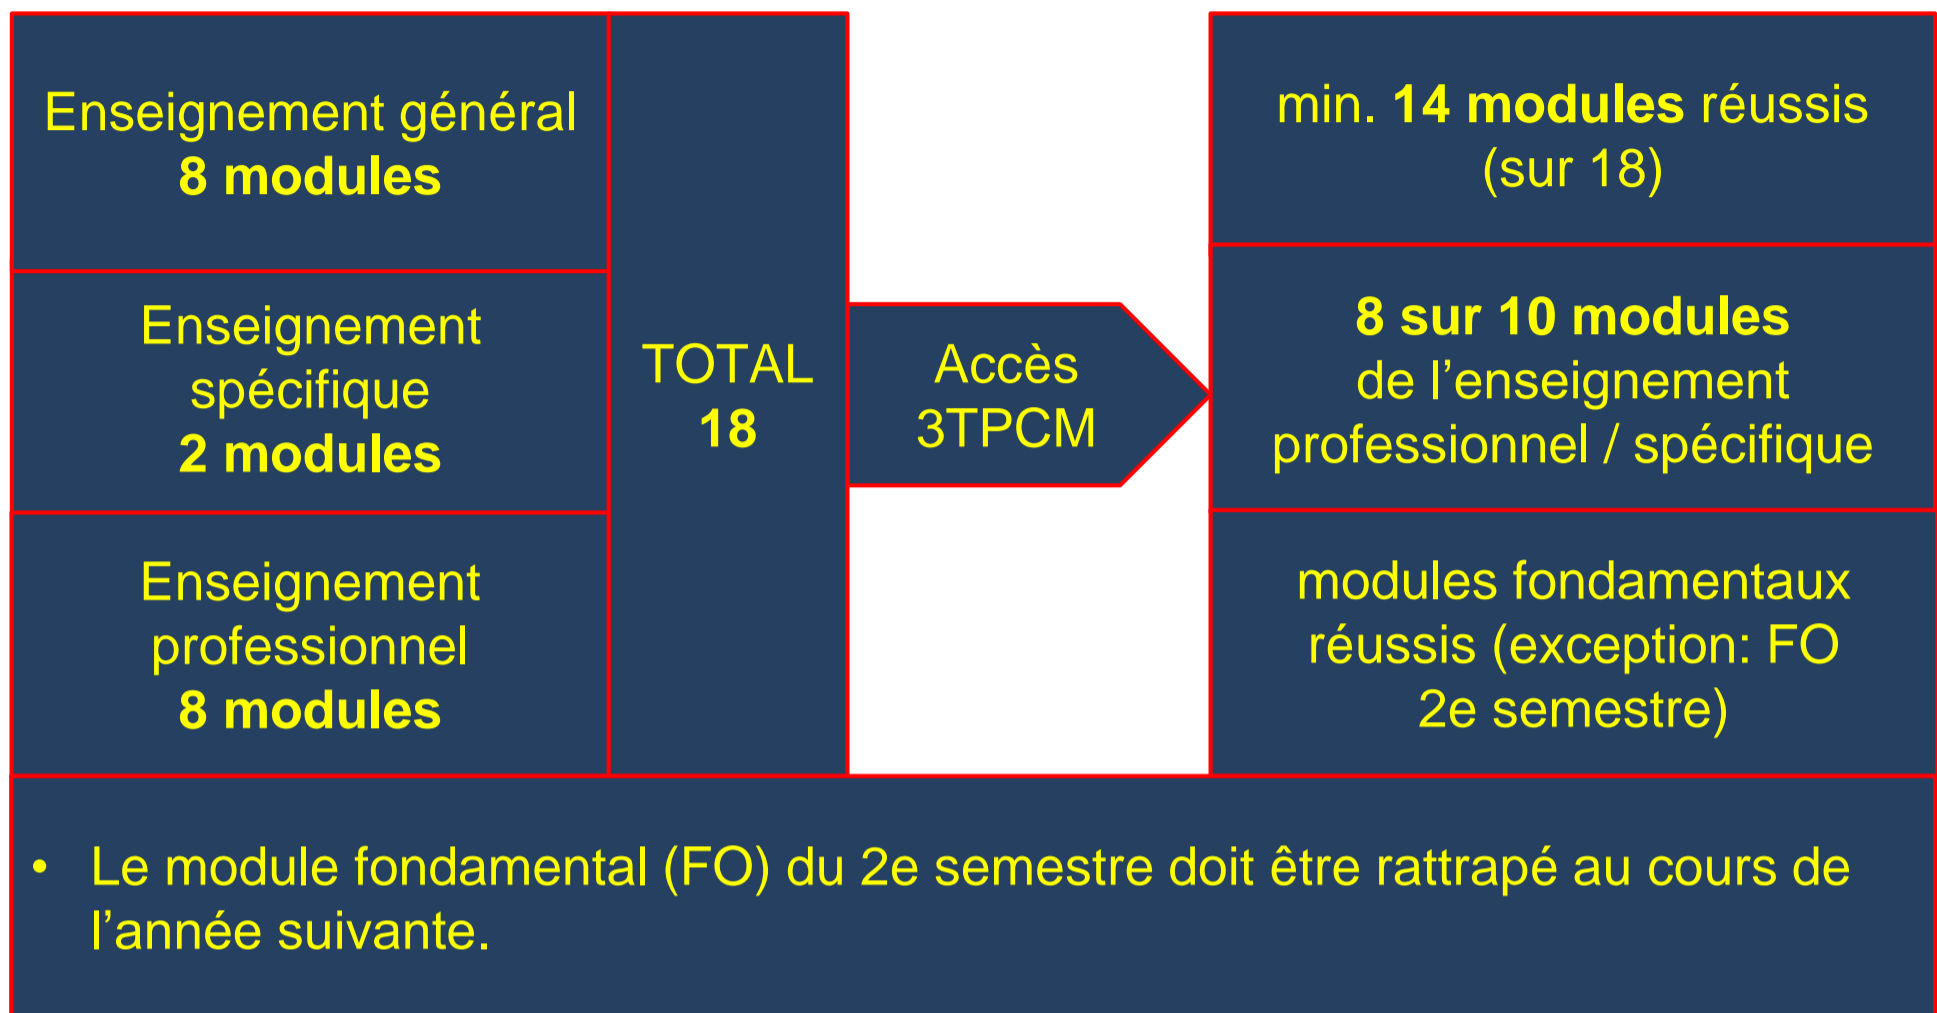 Enseignement général
8 modules
Enseignement
spécifique
2 modules
Enseignement
professionnel
8 modules
TOTAL
18
Accès
3TPCM
min. 14 modules réussis
(sur 18)
8 sur 10 modules
de l’enseignement
professionnel / spécifique
modules fondamentaux
réussis (exception: FO
2e semestre)
• Le module fondamental (FO) du 2e semestre doit être rattrapé au cours de
l’année suivante.